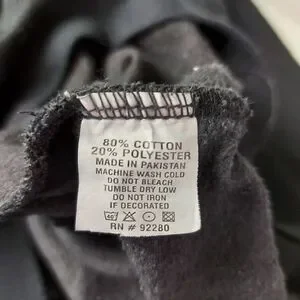 80% COTTON
20% POLYESTER
MADE IN PAKISTAN
MACHINE WASH COLD
DO NOT BLEACH
TUMBLE DRY LOW
DO NOT IRON
IF DECORATED
RN # 92280